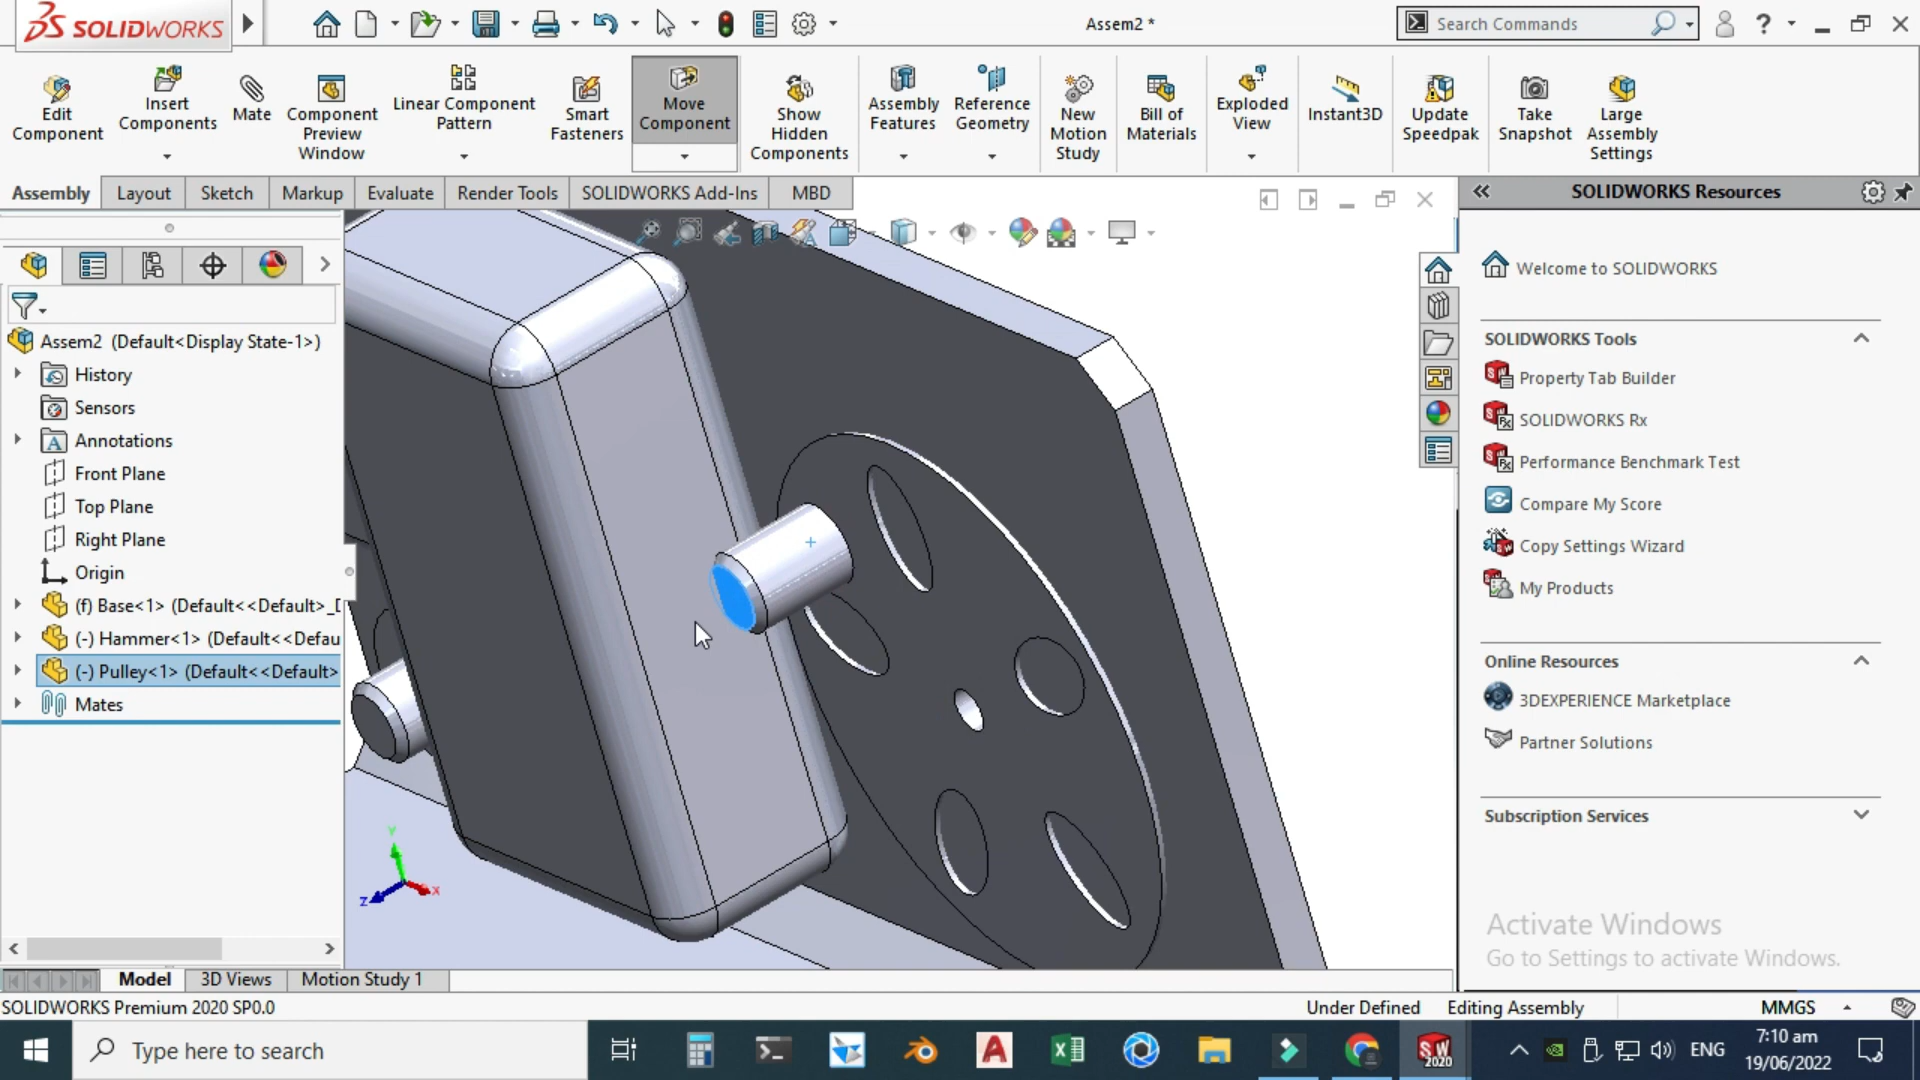 SOLIDWORKS
Assem2 *
Search Commands
Edit Component
Insert Components
Mate
Component Preview Window
Linear Component Pattern
Smart Fasteners
Move Component
Show Hidden Components
Assembly Features
Reference Geometry
New Motion Study
Bill of Materials
Exploded View
Instant3D
Update Speedpak
Take Snapshot
Large Assembly Settings
Assembly
Layout
Sketch
Markup
Evaluate
Render Tools
SOLIDWORKS Add-Ins
MBD
SOLIDWORKS Resources
Welcome to SOLIDWORKS
SOLIDWORKS Tools
Property Tab Builder
SOLIDWORKS Rx
Performance Benchmark Test
Compare My Score
Copy Settings Wizard
My Products
Online Resources
3DEXPERIENCE Marketplace
Partner Solutions
Subscription Services
Assem2 (Default<Display State-1>)
History
Sensors
Annotations
Front Plane
Top Plane
Right Plane
Origin
(f) Base<1> (Default<<Default>_[
(-) Hammer<1> (Default<<Defau
(-) Pulley<1> (Default<<Default>
Mates
Y
X
Z
Activate Windows
Go to Settings to activate Windows.
Model
3D Views
Motion Study 1
SOLIDWORKS Premium 2020 SP0.0
Under Defined
Editing Assembly
MMGS
Type here to search
SW 2020
ENG
7:10 am
19/06/2022